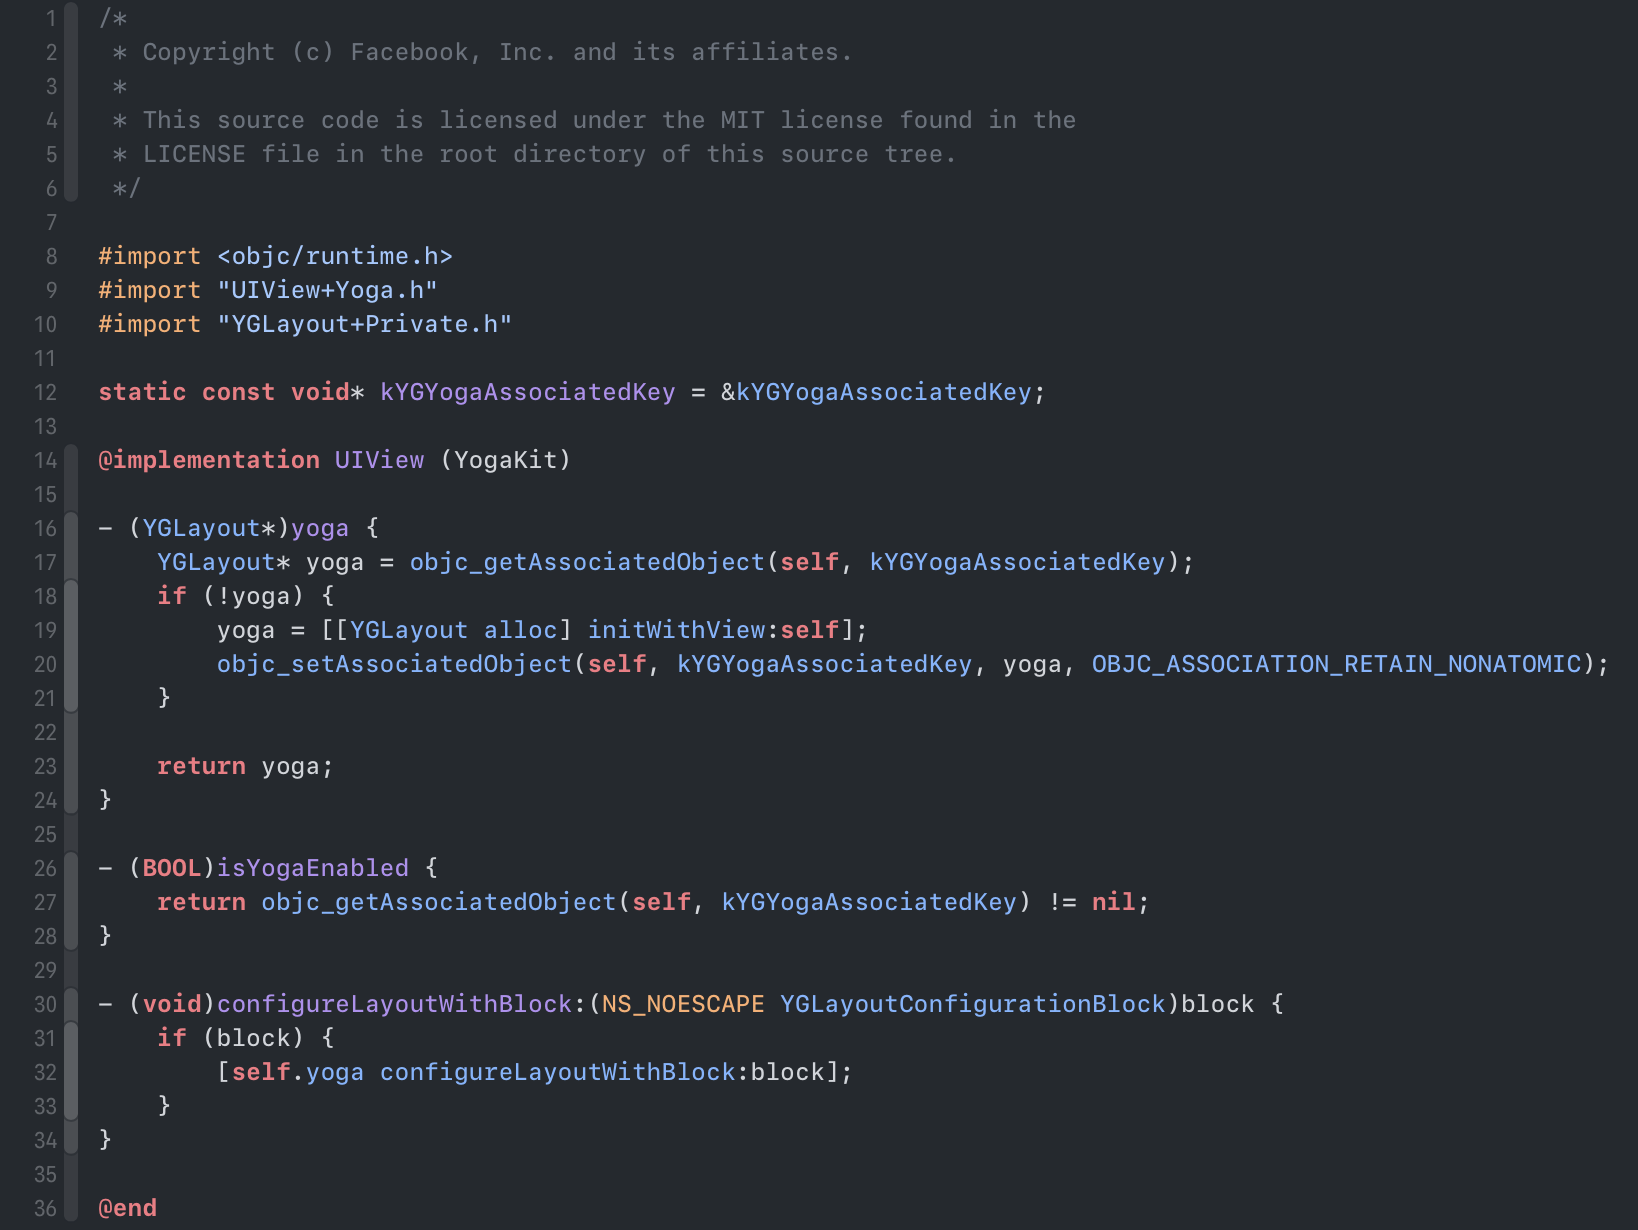 1 /*
2  * Copyright (c) Facebook, Inc. and its affiliates.
3  *
4  * This source code is licensed under the MIT license found in the
5  * LICENSE file in the root directory of this source tree.
6  */
7
8 #import <objc/runtime.h>
9 #import "UIView+Yoga.h"
10 #import "YGLayout+Private.h"
11
12 static const void* kYGYogaAssociatedKey = &kYGYogaAssociatedKey;
13
14 @implementation UIView (YogaKit)
15
16 - (YGLayout*)yoga {
17     YGLayout* yoga = objc_getAssociatedObject(self, kYGYogaAssociatedKey);
18     if (!yoga) {
19         yoga = [[YGLayout alloc] initWithView:self];
20         objc_setAssociatedObject(self, kYGYogaAssociatedKey, yoga, OBJC_ASSOCIATION_RETAIN_NONATOMIC);
21     }
22
23     return yoga;
24 }
25
26 - (BOOL)isYogaEnabled {
27     return objc_getAssociatedObject(self, kYGYogaAssociatedKey) != nil;
28 }
29
30 - (void)configureLayoutWithBlock:(NS_NOESCAPE YGLayoutConfigurationBlock)block {
31     if (block) {
32         [self.yoga configureLayoutWithBlock:block];
33     }
34 }
35
36 @end